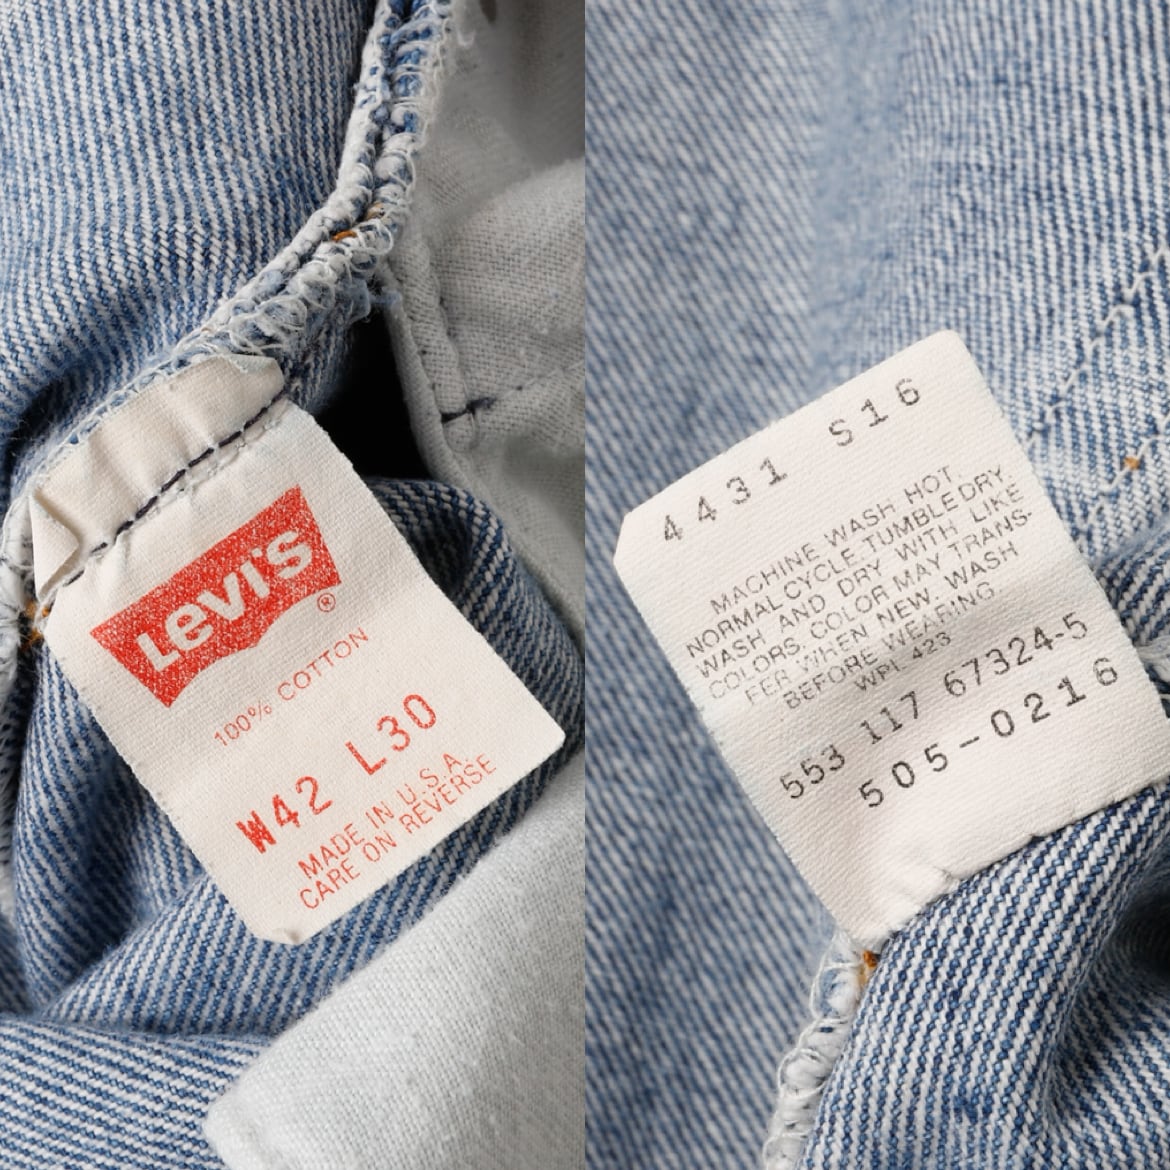 Levi's ®
100% COTTON
W42 L30
MADE IN U.S.A.
CARE ON REVERSE
4431 S16
MACHINE WASH HOT,
NORMAL CYCLE.TUMBLE DRY.
WASH AND DRY WITH LIKE
COLORS. COLOR MAY TRANS-
FER WHEN NEW. WASH
BEFORE WEARING.
WPL 423
553 117 67324-5
505-0216